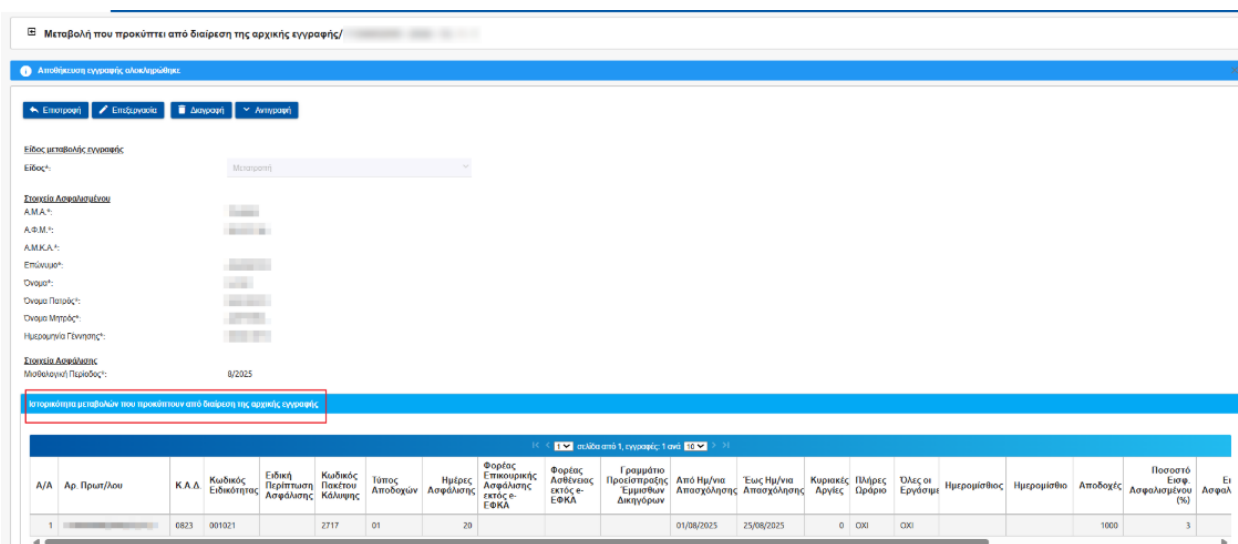 Μεταβολή που προκύπτει από διαίρεση της αρχικής εγγραφής/
Αποθήκευση εγγραφής ολοκληρώθηκε
Επιστροφή Επεξεργασία Διαγραφή Αντιγραφή
Είδος μεταβολής εγγραφής
Είδος*: Μετατροπή
Στοιχεία Ασφαλισμένου
Α.Μ.Α.*:
Α.Φ.Μ.*:
Α.Μ.Κ.Α.*:
Επώνυμο*:
Όνομα*:
Όνομα Πατρός*:
Όνομα Μητρός*:
Ημερομηνία Γέννησης*:
Στοιχεία Ασφάλισης
Μισθολογική Περίοδος*: 8/2025
Ιστορικότητα μεταβολών που προκύπτουν από διαίρεση της αρχικής εγγραφής
1 σελίδα από 1, εγγραφές: 1 ανά 10
Α/Α Αρ. Πρωτ/λου Κ.Α.Δ. Κωδικός Ειδικότητας Ειδική Περίπτωση Ασφάλισης Κωδικός Πακέτου Κάλυψης Τύπος Αποδοχών Ημέρες Ασφάλισης Φορέας Επικουρικής Ασφάλισης εκτός e-ΕΦΚΑ Φορέας Ασθένειας εκτός e-ΕΦΚΑ Γραμμάτιο Προείσπραξης Έμμισθων Δικηγόρων Από Ημ/νια Απασχόλησης Έως Ημ/νια Απασχόλησης Κυριακές Αργίες Πλήρες Ωράριο Όλες οι Εργάσιμε Ημερομίσθιος Ημερομίσθιο Αποδοχές Ποσοστό Εισφ. Ασφαλισμένου (%) Ει Ασφαλ
1 0823 001021 2717 01 20 01/08/2025 25/08/2025 0 ΟΧΙ ΟΧΙ 1000 3